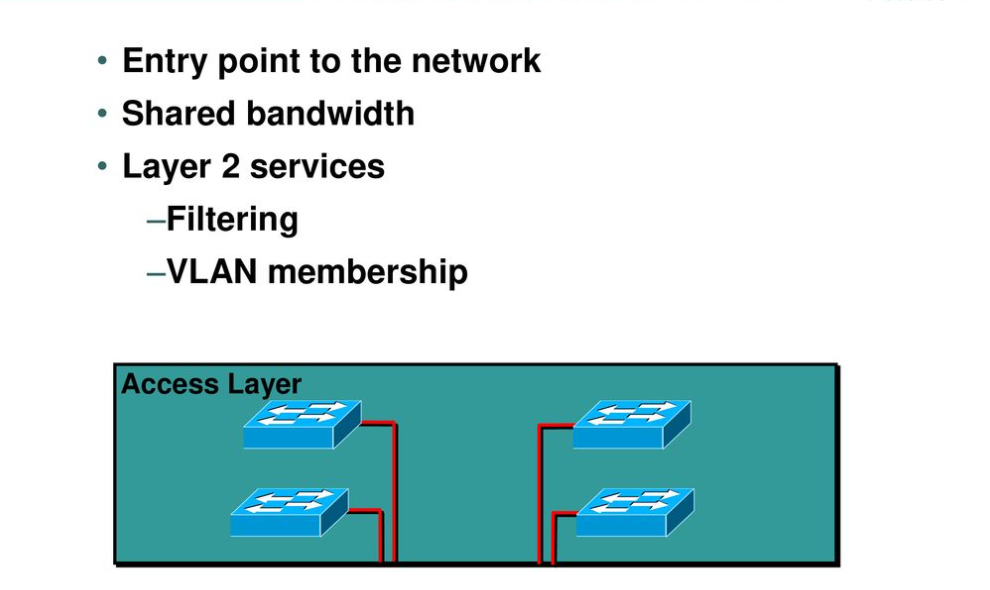 • Entry point to the network
• Shared bandwidth
• Layer 2 services
–Filtering
–VLAN membership
Access Layer